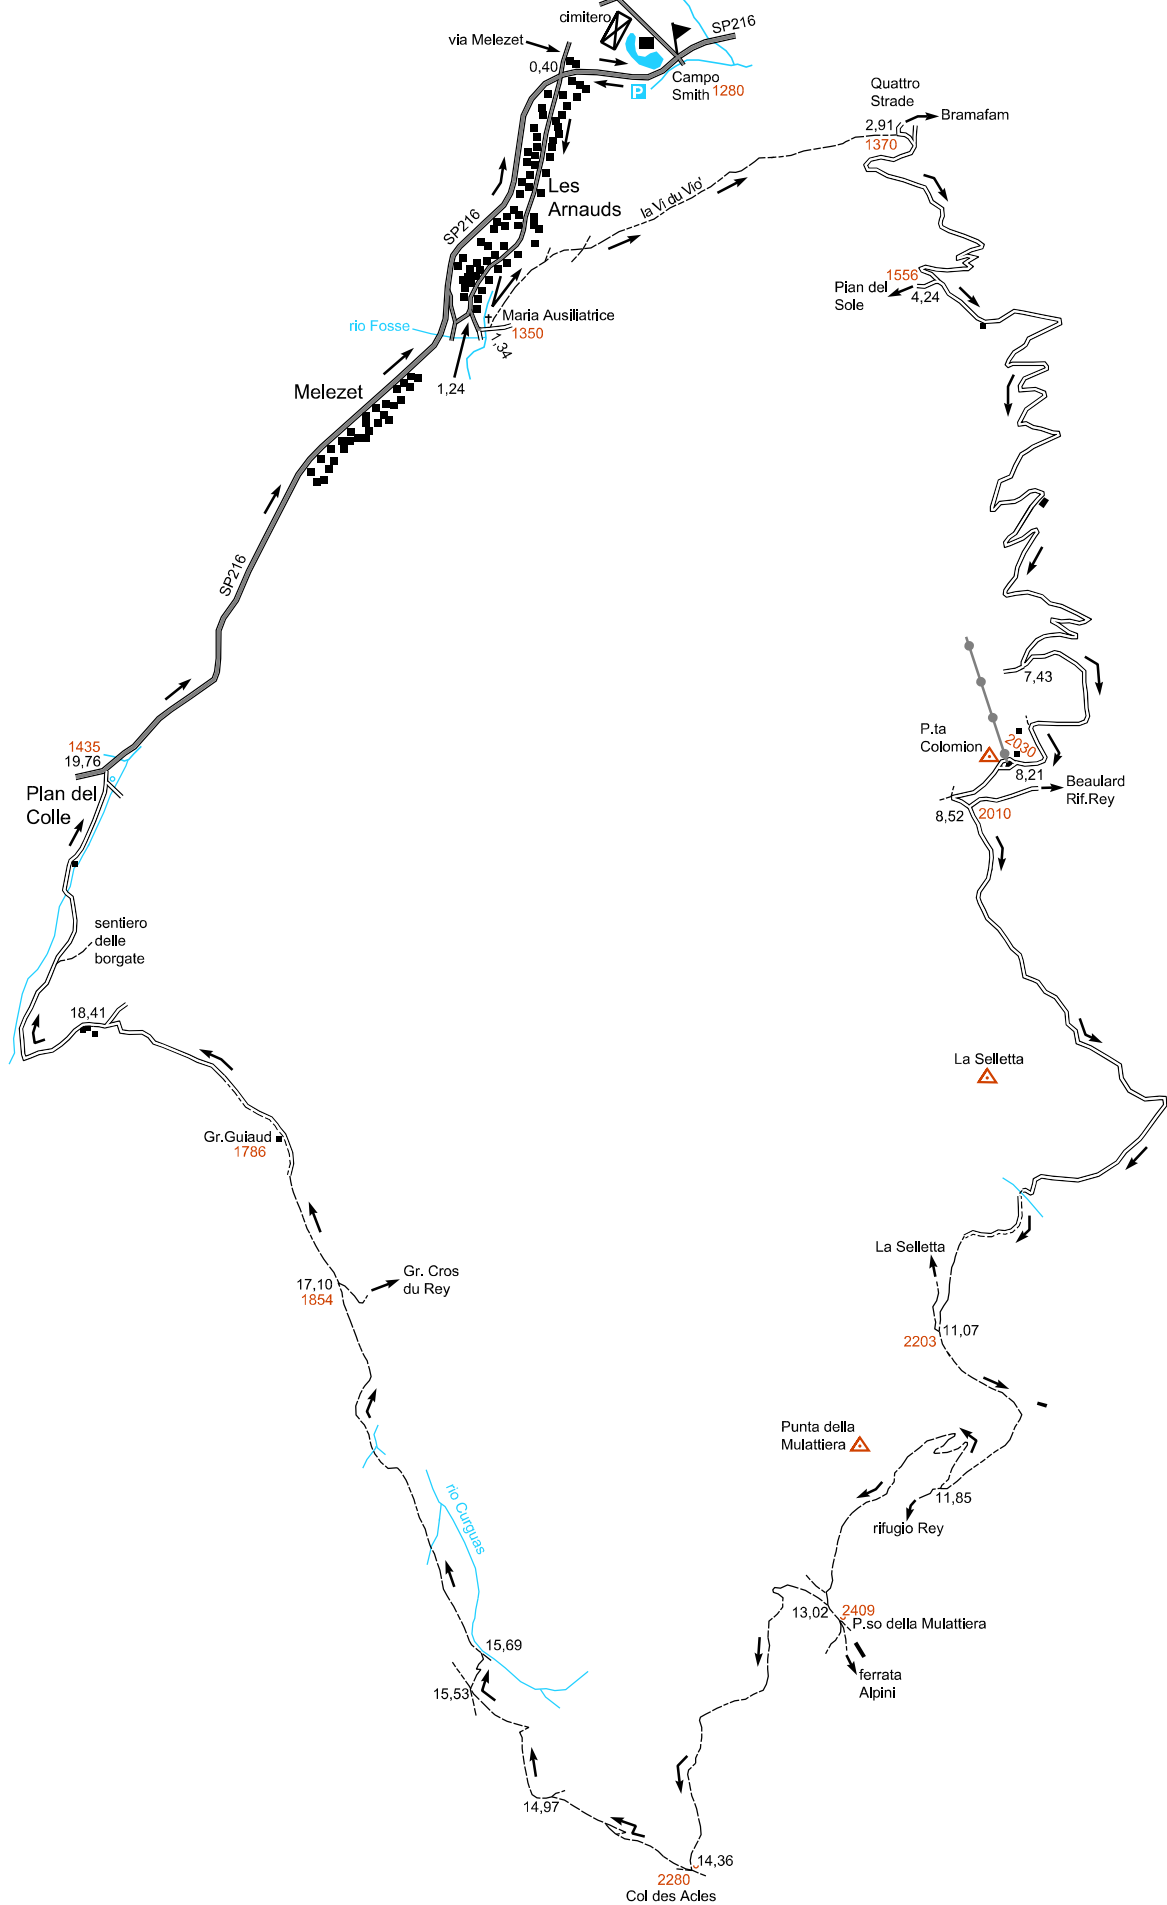 cimitero
SP216
via Melezet
0,40
P
Campo
Smith 1280
Quattro
Strade
2,91
Bramafam
1370
Les
Arnauds
la Vi du Vio'
SP216
1556
Pian del
Sole
4,24
Maria Ausiliatrice
rio Fosse
1350
1,34
1,24
Melezet
SP216
7,43
P.ta
Colomion
2030
8,21
1435
19,76
Beaulard
Rif.Rey
Plan del
Colle
8,52
2010
sentiero
delle
borgate
18,41
La Selletta
Gr.Guiaud
1786
La Selletta
Gr. Cros
du Rey
17,10
1854
11,07
2203
Punta della
Mulattiera
11,85
rio Curguas
rifugio Rey
13,02
2409
P.so della Mulattiera
15,69
ferrata
Alpini
15,53
14,97
14,36
2280
Col des Acles